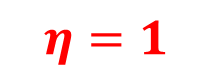 η = 1